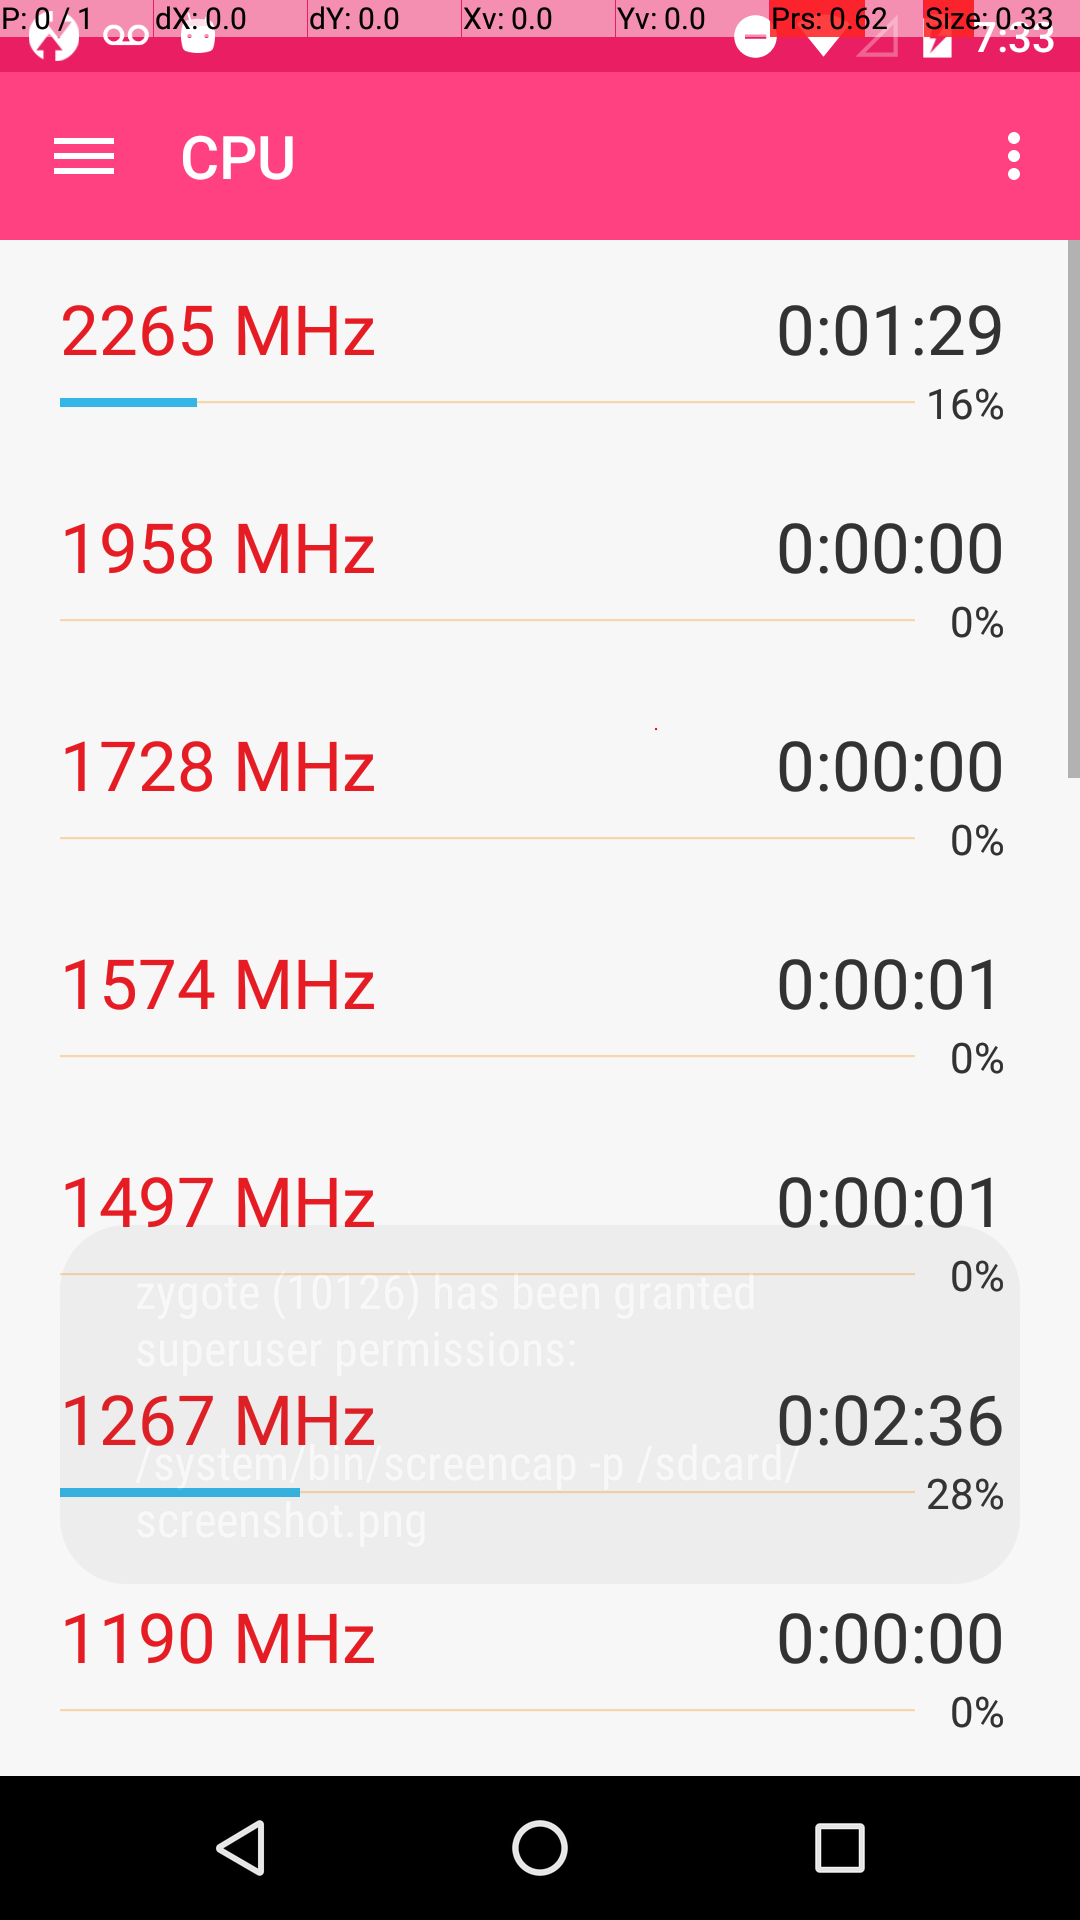 P: 0 / 1 dX: 0.0 dY: 0.0 Xv: 0.0 Yv: 0.0 Prs: 0.62 Size: 0.33
7:33
CPU
2265 MHz 0:01:29
16%
1958 MHz 0:00:00
0%
1728 MHz 0:00:00
0%
1574 MHz 0:00:01
0%
1497 MHz 0:00:01
0%
zygote (10126) has been granted
superuser permissions:
1267 MHz 0:02:36
/system/bin/screencap -p /sdcard/
28%
screenshot.png
1190 MHz 0:00:00
0%